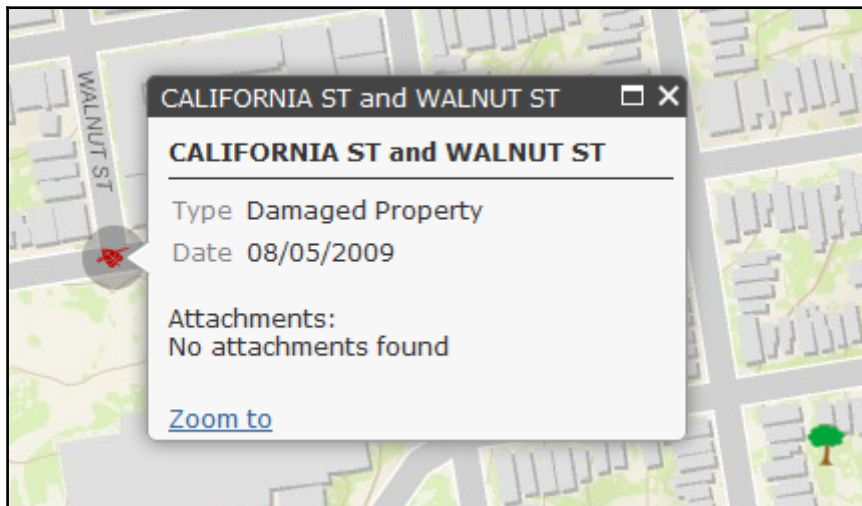 WALNUT ST
CALIFORNIA ST and WALNUT ST
CALIFORNIA ST and WALNUT ST
Type Damaged Property
Date 08/05/2009
Attachments:
No attachments found
Zoom to